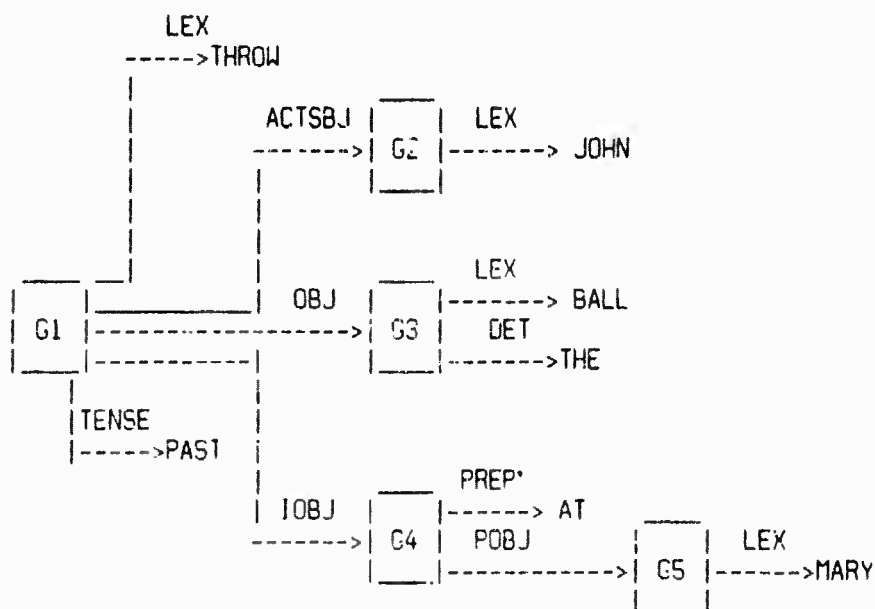 LEX
THROW
ACTSBJ LEX
G2 JOHN
LEX
OBJ BALL
G1 G3 DET
THE
TENSE
PAST
PREP'
IOBJ AT
G4 POBJ LEX
G5 MARY